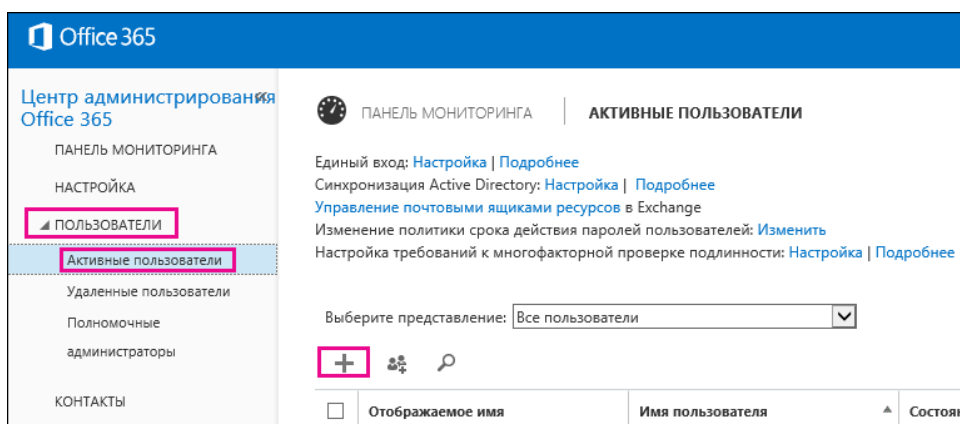 Office 365
Центр администрирования
Office 365
ПАНЕЛЬ МОНИТОРИНГА
НАСТРОЙКА
ПОЛЬЗОВАТЕЛИ
Активные пользователи
Удаленные пользователи
Полномочные
администраторы
КОНТАКТЫ
ПАНЕЛЬ МОНИТОРИНГА | АКТИВНЫЕ ПОЛЬЗОВАТЕЛИ
Единый вход: Настройка | Подробнее
Синхронизация Active Directory: Настройка | Подробнее
Управление почтовыми ящиками ресурсов в Exchange
Изменение политики срока действия паролей пользователей: Изменить
Настройка требований к многофакторной проверке подлинности: Настройка | Подробнее
Выберите представление: Все пользователи
Отображаемое имя Имя пользователя